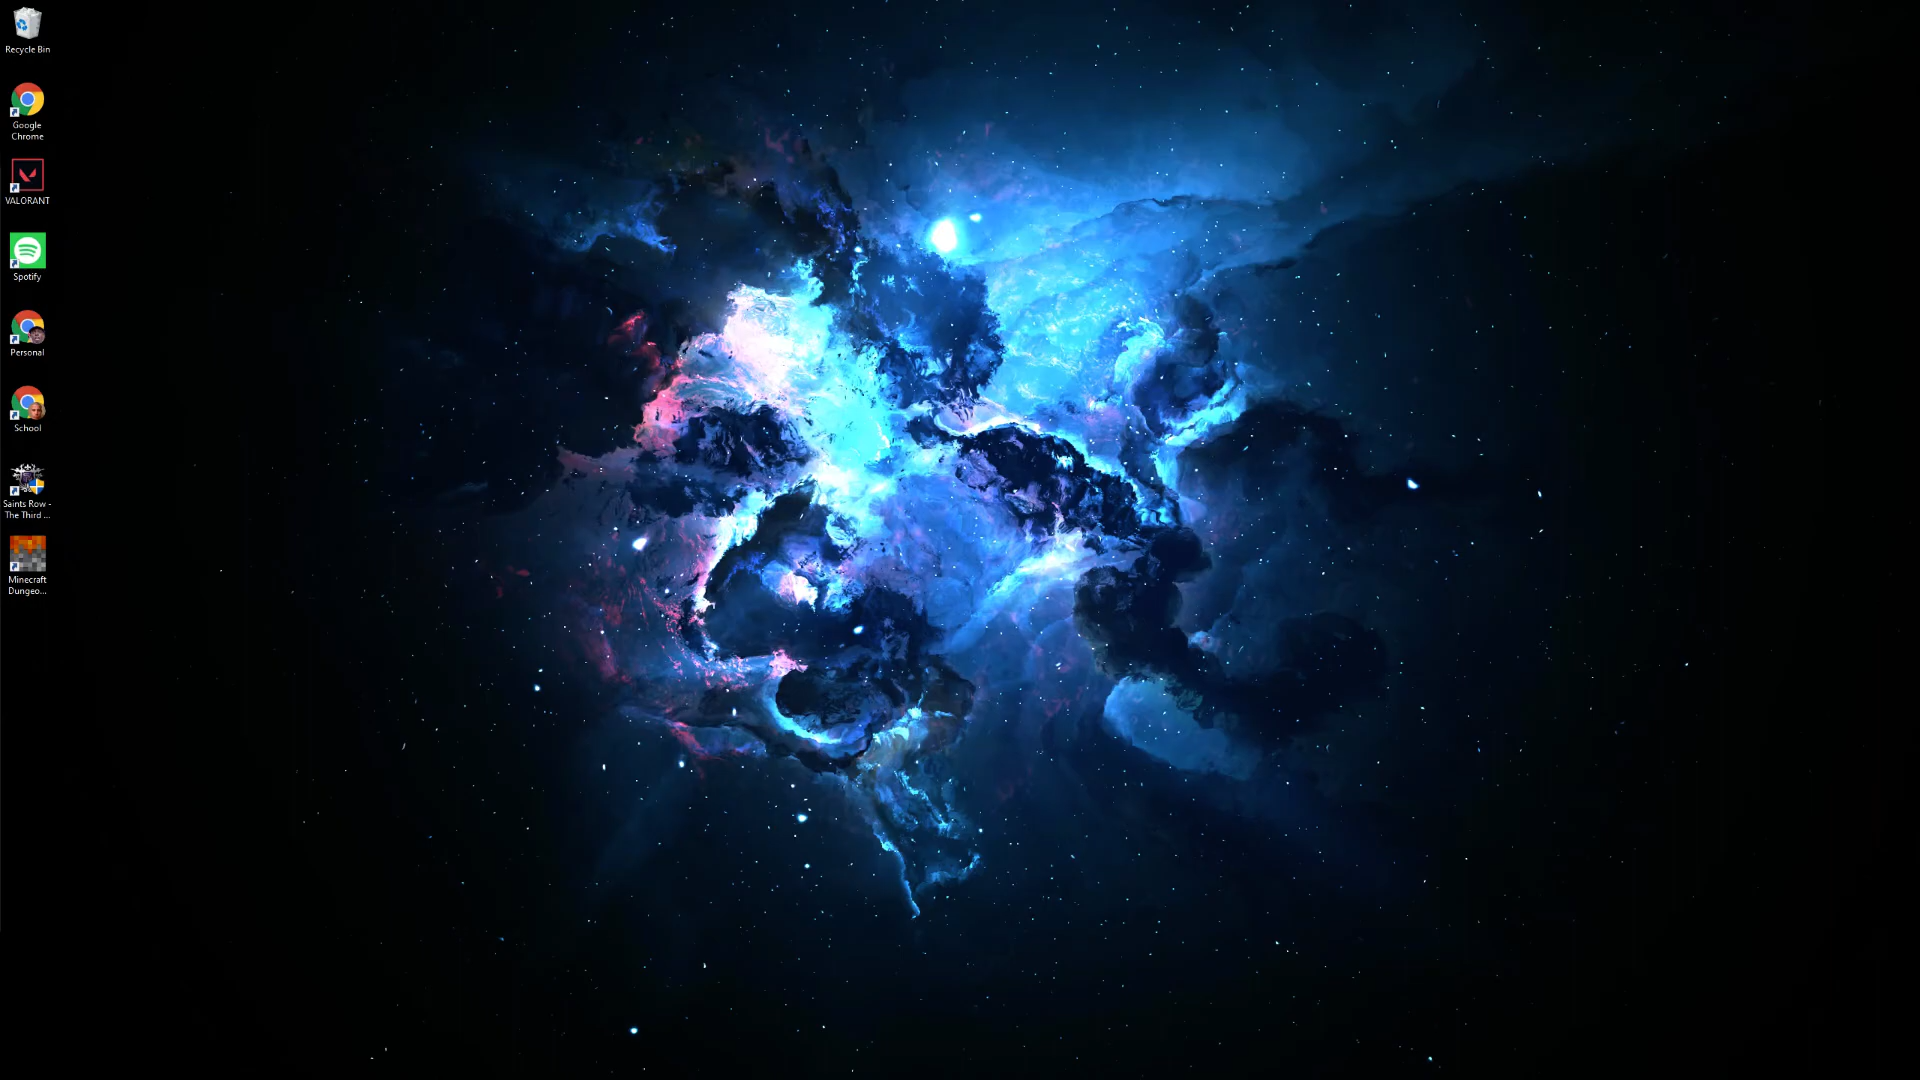 Recycle Bin
Google
Chrome
VALORANT
Spotify
Personal
School
Saints Row -
The Third ...
Minecraft
Dungeo...